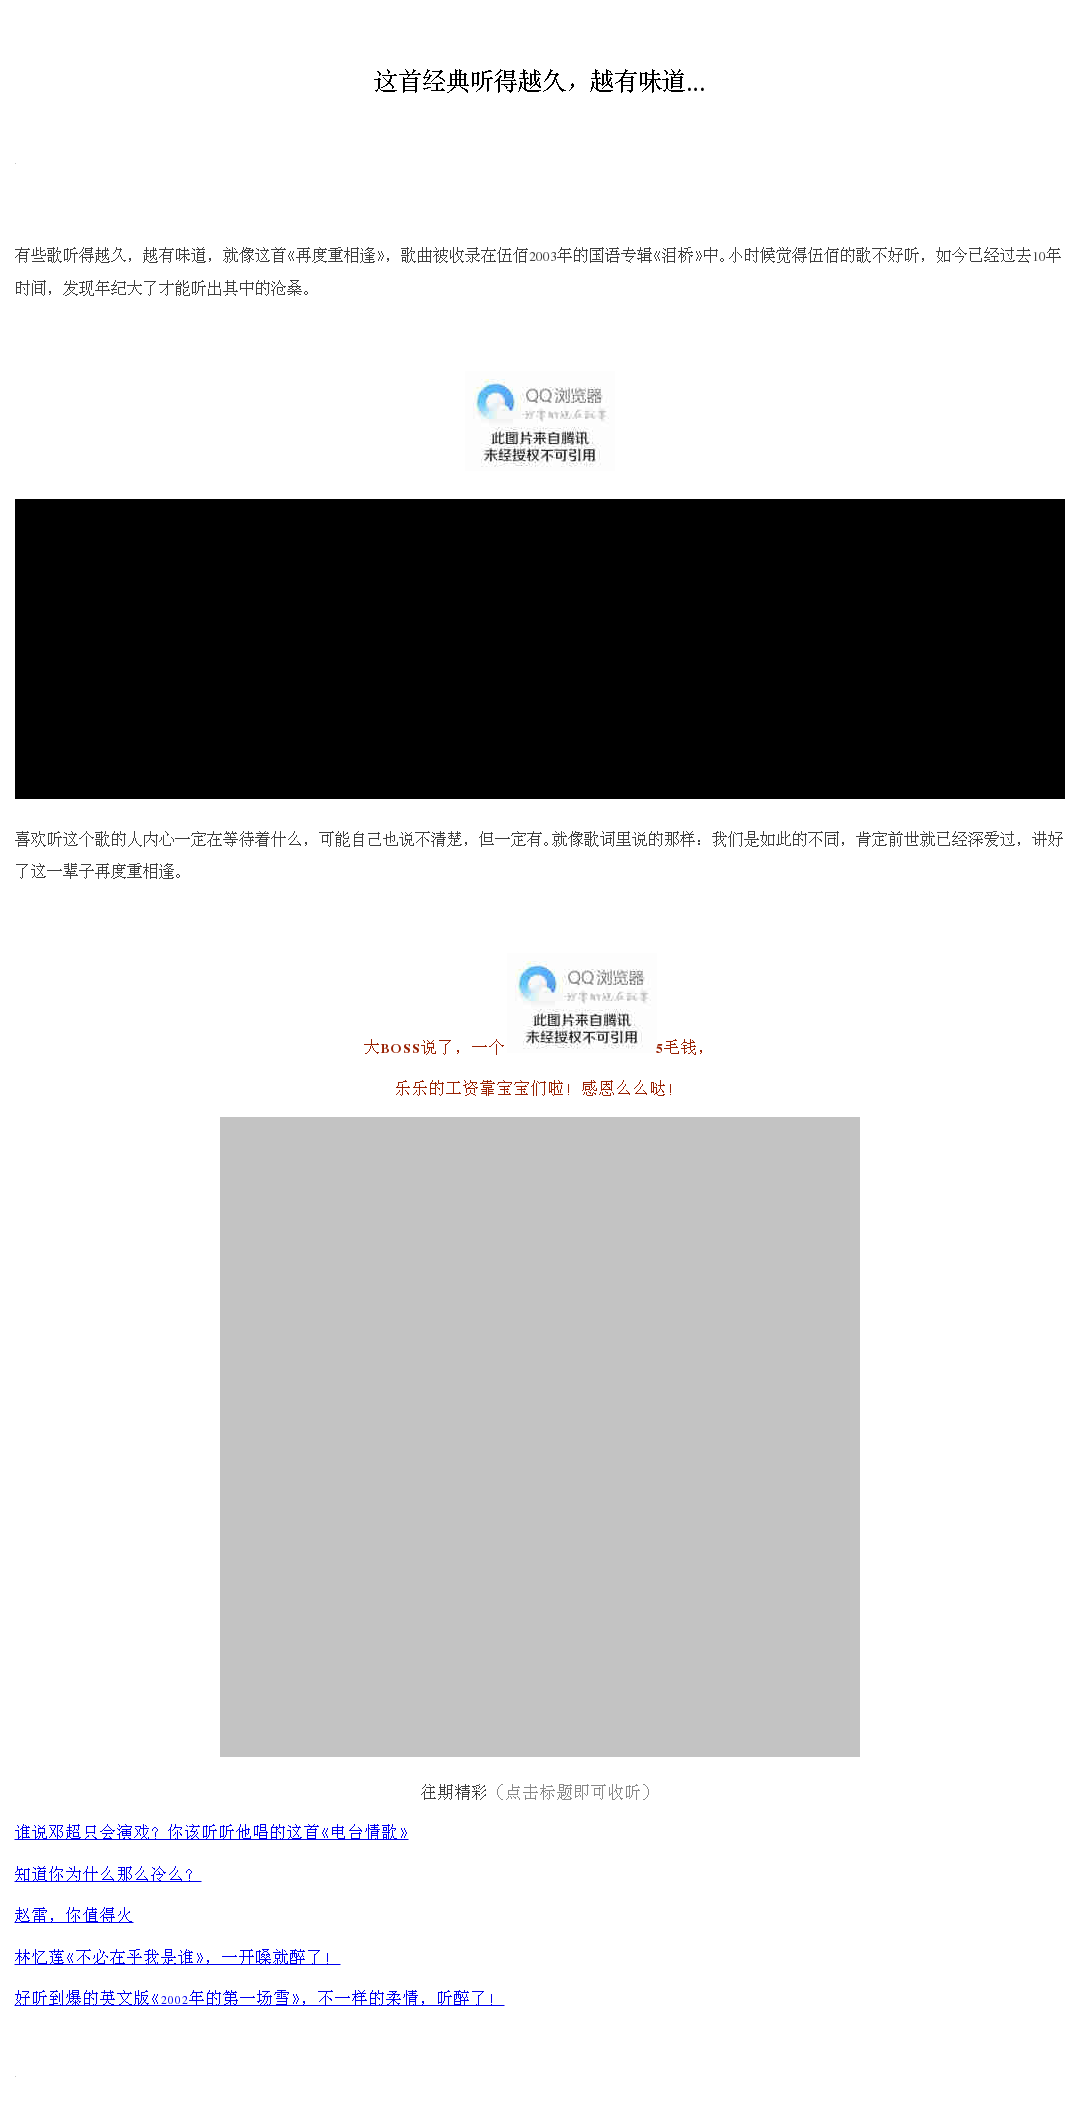 这首经典听得越久，越有味道...
有些歌听得越久，越有味道，就像这首《再度重相逢》，歌曲被收录在伍佰2003年的国语专辑《泪桥》中。小时候觉得伍佰的歌不好听，如今已经过去10年
时间，发现年纪大了才能听出其中的沧桑。
QQ浏览器
此图片来自腾讯
未经授权不可引用
喜欢听这个歌的人内心一定在等待着什么，可能自己也说不清楚，但一定有。就像歌词里说的那样：我们是如此的不同，肯定前世就已经深爱过，讲好
了这一辈子再度重相逢。
QQ浏览器
此图片来自腾讯
未经授权不可引用
大BOSS说了，一个 5毛钱，
乐乐的工资靠宝宝们啦！感恩么么哒！
往期精彩（点击标题即可收听）
谁说邓超只会演戏？你该听听他唱的这首《电台情歌》
知道你为什么那么冷么？
赵雷，你值得火
林忆莲《不必在乎我是谁》，一开嗓就醉了！
好听到爆的英文版《2002年的第一场雪》，不一样的柔情，听醉了！